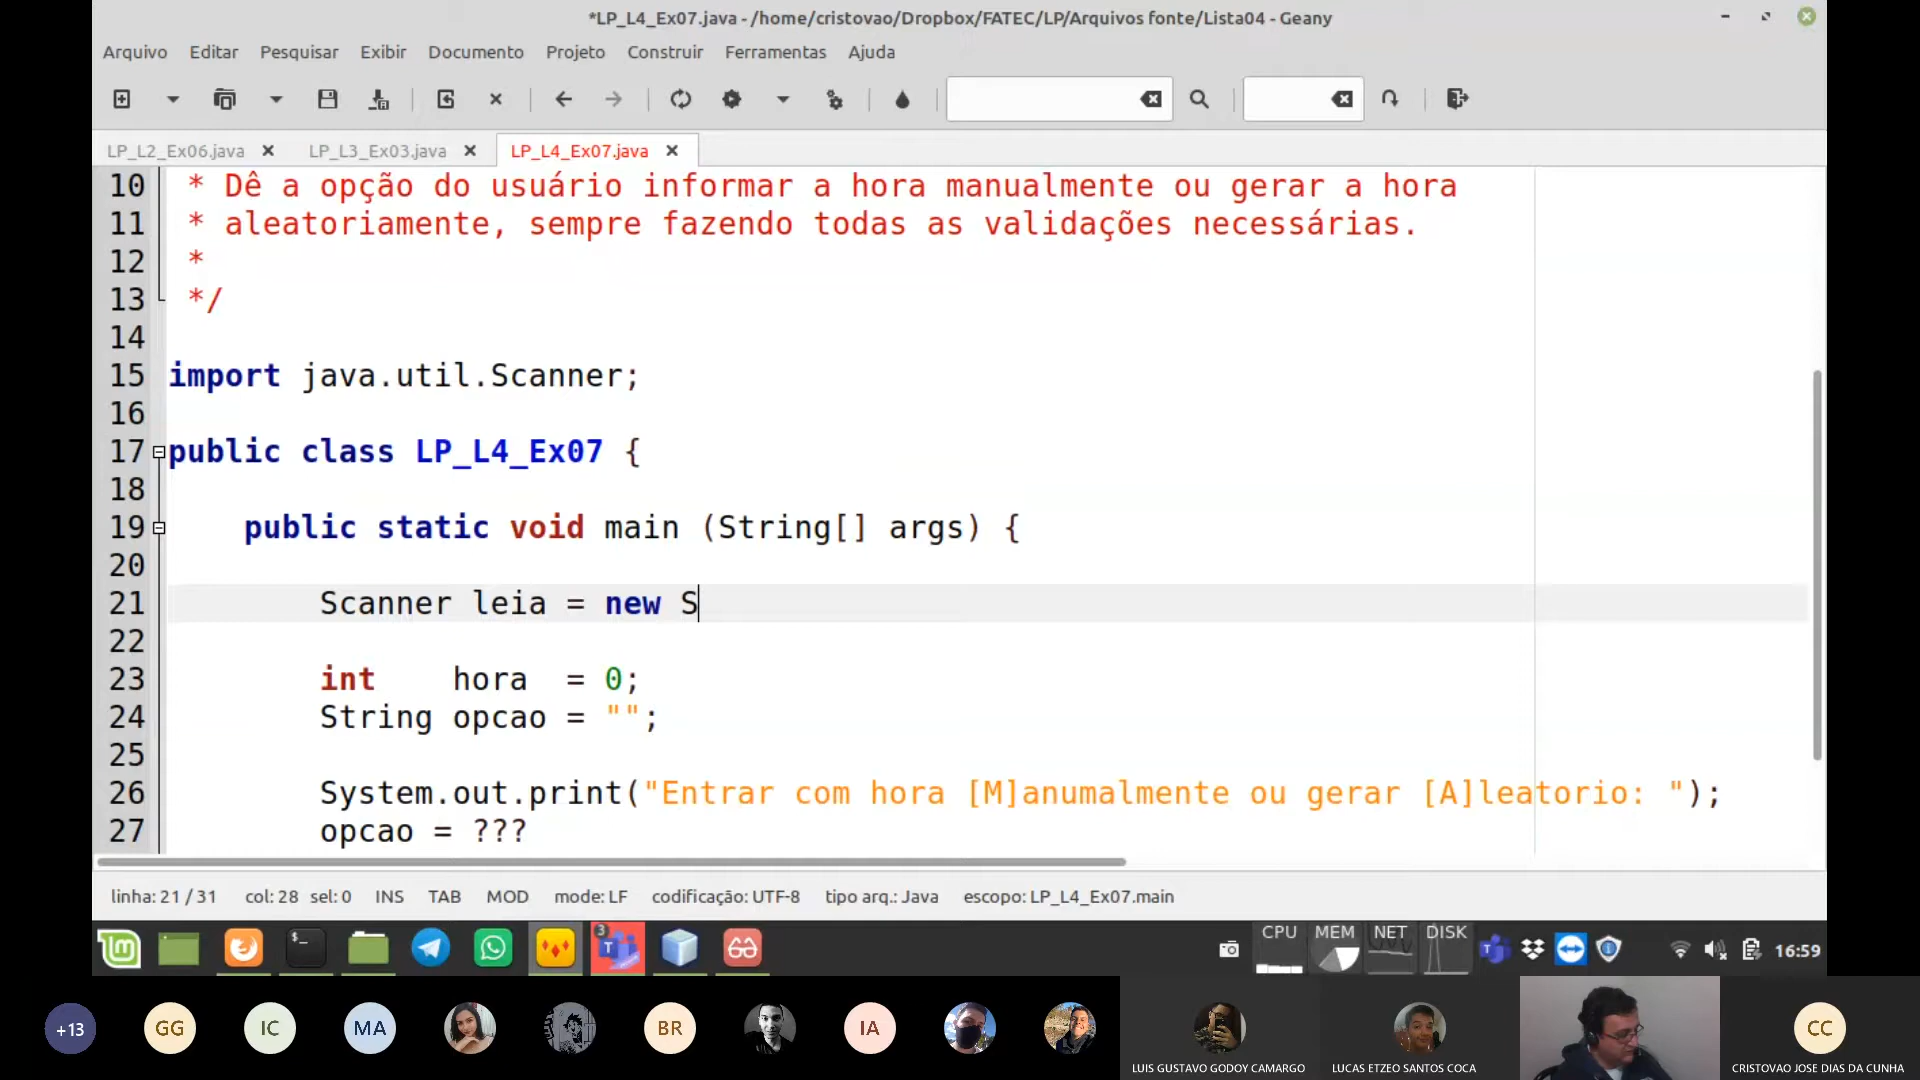 *LP_L4_Ex07.java - /home/cristovao/Dropbox/FATEC/LP/Arquivos fonte/Lista04 - Geany
Arquivo Editar Pesquisar Exibir Documento Projeto Construir Ferramentas Ajuda
LP_L2_Ex06.java LP_L3_Ex03.java LP_L4_Ex07.java
10 * Dê a opção do usuário informar a hora manualmente ou gerar a hora
11 * aleatoriamente, sempre fazendo todas as validações necessárias.
12 *
13 */
14
15 import java.util.Scanner;
16
17 public class LP_L4_Ex07 {
18
19 public static void main (String[] args) {
20
21 Scanner leia = new S
22
23 int hora = 0;
24 String opcao = "";
25
26 System.out.print("Entrar com hora [M]anumalmente ou gerar [A]leatorio: ");
27 opcao = ???
linha: 21 / 31 col: 28 sel: 0 INS TAB MOD mode: LF codificação: UTF-8 tipo arq.: Java escopo: LP_L4_Ex07.main
3 CPU MEM NET DISK 16:59
+13 GG IC MA BR IA CC
LUIS GUSTAVO GODOY CAMARGO LUCAS ETZEO SANTOS COCA CRISTOVAO JOSE DIAS DA CUNHA